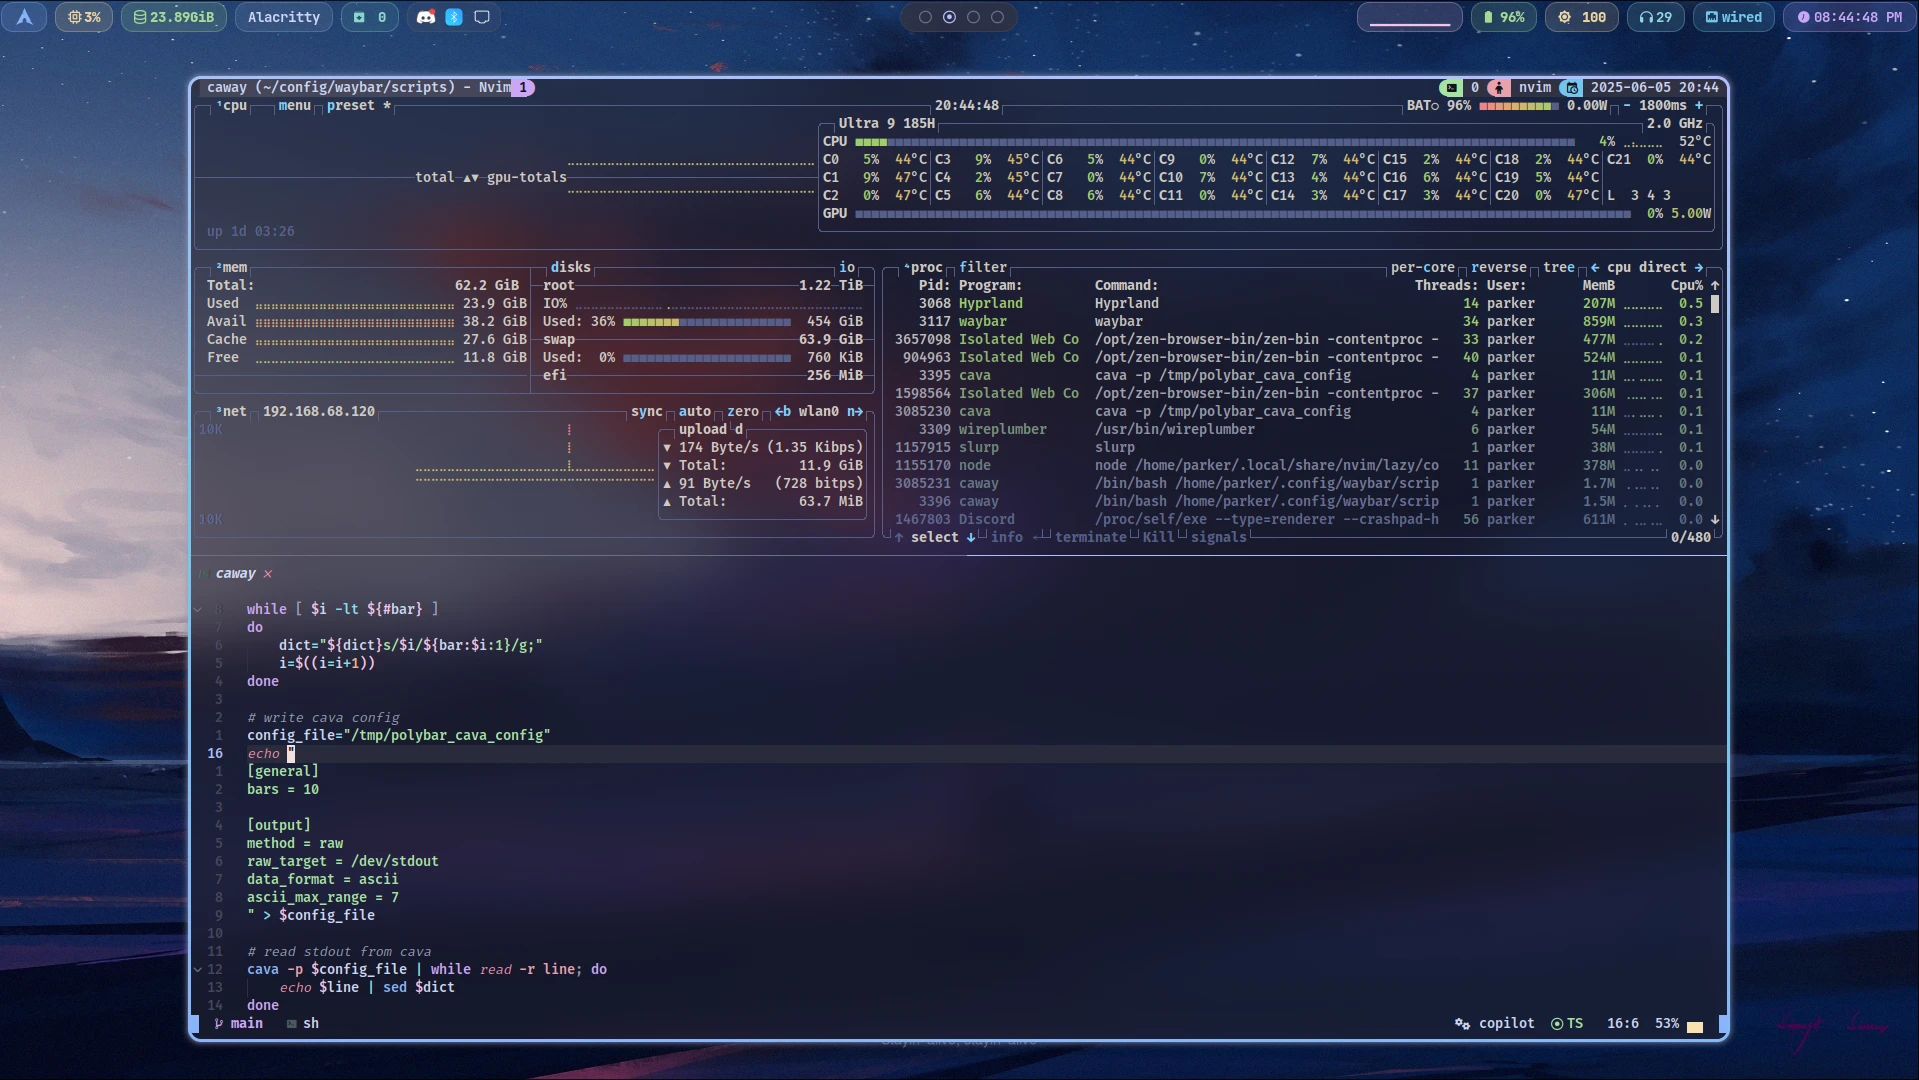 3% 23.89GiB Alacritty 0 96% 100 29 wired 08:44:48 PM
caway (~/config/waybar/scripts) - Nvim 1 0 nvim 2025-06-05 20:44
¹cpu menu preset * 20:44:48 BAT○ 96% 0.00W - 1800ms +
Ultra 9 185H 2.0 GHz
CPU 4% 52°C
C0 5% 44°C C3 9% 45°C C6 5% 44°C C9 0% 44°C C12 7% 44°C C15 2% 44°C C18 2% 44°C C21 0% 44°C
total ▲▼ gpu-totals C1 9% 47°C C4 2% 45°C C7 0% 44°C C10 7% 44°C C13 4% 44°C C16 6% 44°C C19 5% 44°C
C2 0% 47°C C5 6% 44°C C8 6% 44°C C11 0% 44°C C14 3% 44°C C17 3% 44°C C20 0% 47°C L 3 4 3
GPU 0% 5.00W
up 1d 03:26
²mem
Total: 62.2 GiB
Used 23.9 GiB
Avail 38.2 GiB
Cache 27.6 GiB
Free 11.8 GiB
disks io
root 1.22 TiB
IO%
Used: 36% 454 GiB
swap 63.9 GiB
Used: 0% 760 KiB
efi 256 MiB
³net 192.168.68.120 sync auto zero ←b wlan0 n→
10K
upload d
▼ 174 Byte/s (1.35 Kibps)
▼ Total: 11.9 GiB
▲ 91 Byte/s (728 bitps)
▲ Total: 63.7 MiB
10K
⁴proc filter per-core reverse tree ← cpu direct →
Pid: Program: Command: Threads: User: MemB Cpu% ↑
3068 Hyprland Hyprland 14 parker 207M 0.5
3117 waybar waybar 34 parker 859M 0.3
3657098 Isolated Web Co /opt/zen-browser-bin/zen-bin -contentproc - 33 parker 477M 0.2
904963 Isolated Web Co /opt/zen-browser-bin/zen-bin -contentproc - 40 parker 524M 0.1
3395 cava cava -p /tmp/polybar_cava_config 4 parker 11M 0.1
1598564 Isolated Web Co /opt/zen-browser-bin/zen-bin -contentproc - 37 parker 306M 0.1
3085230 cava cava -p /tmp/polybar_cava_config 4 parker 11M 0.1
3309 wireplumber /usr/bin/wireplumber 6 parker 54M 0.1
1157915 slurp slurp 1 parker 38M 0.1
1155170 node node /home/parker/.local/share/nvim/lazy/co 11 parker 378M 0.0
3085231 caway /bin/bash /home/parker/.config/waybar/scrip 1 parker 1.7M 0.0
3396 caway /bin/bash /home/parker/.config/waybar/scrip 1 parker 1.5M 0.0
1467803 Discord /proc/self/exe --type=renderer --crashpad-h 56 parker 611M 0.0 ↓
↑ select ↓ info ↵ terminate Kill signals 0/480
caway ×
8 while [ $i -lt ${#bar} ]
7 do
6 dict="${dict}s/$i/${bar:$i:1}/g;"
5 i=$((i=i+1))
4 done
3
2 # write cava config
1 config_file="/tmp/polybar_cava_config"
16 echo "
1 [general]
2 bars = 10
3
4 [output]
5 method = raw
6 raw_target = /dev/stdout
7 data_format = ascii
8 ascii_max_range = 7
9 " > $config_file
10
11 # read stdout from cava
12 cava -p $config_file | while read -r line; do
13 echo $line | sed $dict
14 done
main sh copilot TS 16:6 53%